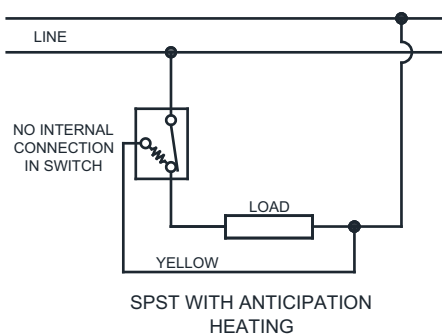 LINE
NO INTERNAL
CONNECTION
IN SWITCH
LOAD
YELLOW
SPST WITH ANTICIPATION
HEATING